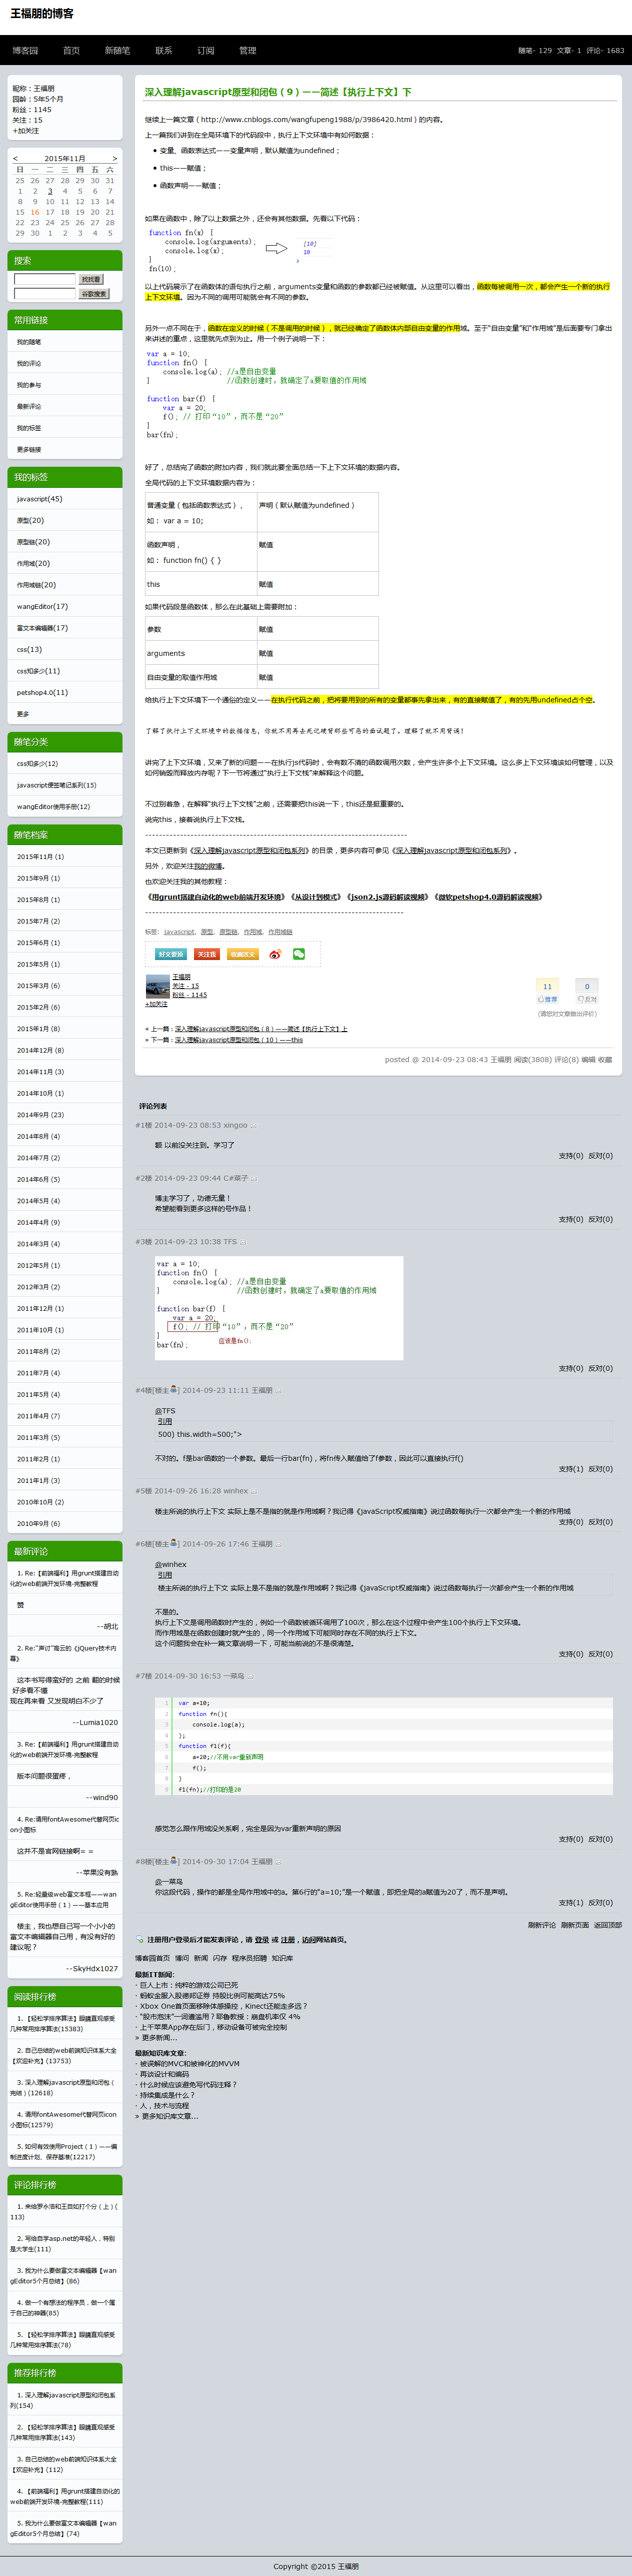 王福朋的博客
博客园 首页 新随笔 联系 订阅 管理
随笔- 129 文章- 1 评论- 1683
昵称：王福朋
园龄：5年5个月
粉丝：1145
关注：15
+加关注
< 2015年11月 >
日 一 二 三 四 五 六
25 26 27 28 29 30 31
1 2 3 4 5 6 7
8 9 10 11 12 13 14
15 16 17 18 19 20 21
22 23 24 25 26 27 28
29 30 1 2 3 4 5
搜索
找找看
谷歌搜索
常用链接
我的随笔
我的评论
我的参与
最新评论
我的标签
更多链接
我的标签
javascript(45)
原型(20)
原型链(20)
作用域(20)
作用域链(20)
wangEditor(17)
富文本编辑器(17)
css(13)
css知多少(11)
petshop4.0(11)
更多
随笔分类
css知多少(12)
javascript便签笔记系列(15)
wangEditor使用手册(12)
随笔档案
2015年11月 (1)
2015年9月 (1)
2015年8月 (1)
2015年7月 (2)
2015年6月 (1)
2015年5月 (1)
2015年3月 (6)
2015年2月 (6)
2015年1月 (8)
2014年12月 (8)
2014年11月 (3)
2014年10月 (1)
2014年9月 (23)
2014年8月 (4)
2014年7月 (2)
2014年6月 (5)
2014年5月 (4)
2014年4月 (9)
2014年3月 (4)
2012年5月 (1)
2012年3月 (2)
2011年12月 (1)
2011年10月 (1)
2011年8月 (2)
2011年7月 (4)
2011年5月 (4)
2011年4月 (7)
2011年3月 (5)
2011年2月 (1)
2011年1月 (3)
2010年10月 (2)
2010年9月 (6)
最新评论
1. Re:【前端福利】用grunt搭建自动
化的web前端开发环境-完整教程
赞
--胡北
2. Re:“声讨”高云的《jQuery技术内
幕》
这本书写得蛮好的 之前 翻的时候
好多看不懂
现在再来看 又发现明白不少了
--Lumia1020
3. Re:【前端福利】用grunt搭建自动
化的web前端开发环境-完整教程
版本问题很蛋疼，
--wind90
4. Re:请用fontAwesome代替网页ic
on小图标
这并不是官网链接啊= =
--苹果没有熟
5. Re:轻量级web富文本框——wan
gEditor使用手册（1）——基本应用
楼主，我也想自己写一个小小的
富文本编辑器自己用，有没有好的
建议呢？
--SkyHdx1027
阅读排行榜
1. 【轻松学排序算法】眼睛直观感受
几种常用排序算法(15383)
2. 自己总结的web前端知识体系大全
【欢迎补充】(13753)
3. 深入理解javascript原型和闭包（
完结）(12618)
4. 请用fontAwesome代替网页icon
小图标(12579)
5. 如何有效使用Project（1）——编
制进度计划、保存基准(12217)
评论排行榜
1. 来给罗永浩和王自如打个分（上）(
113)
2. 写给自学asp.net的年轻人，特别
是大学生(111)
3. 我为什么要做富文本编辑器【wan
gEditor5个月总结】(86)
4. 做一个有想法的程序员，做一个属
于自己的神器(85)
5. 【轻松学排序算法】眼睛直观感受
几种常用排序算法(78)
推荐排行榜
1. 深入理解javascript原型和闭包系
列(154)
2. 【轻松学排序算法】眼睛直观感受
几种常用排序算法(143)
3. 自己总结的web前端知识体系大全
【欢迎补充】(112)
4. 【前端福利】用grunt搭建自动化的
web前端开发环境-完整教程(111)
5. 我为什么要做富文本编辑器【wan
gEditor5个月总结】(74)
深入理解javascript原型和闭包（9）——简述【执行上下文】下
继续上一篇文章（http://www.cnblogs.com/wangfupeng1988/p/3986420.html）的内容。
上一篇我们讲到在全局环境下的代码段中，执行上下文环境中有如何数据：
变量、函数表达式——变量声明，默认赋值为undefined；
this——赋值；
函数声明——赋值；
如果在函数中，除了以上数据之外，还会有其他数据。先看以下代码：
function fn(x) {
console.log(arguments);
console.log(x);
}
fn(10);
[10]
10
>
以上代码展示了在函数体的语句执行之前，arguments变量和函数的参数都已经被赋值。从这里可以看出，函数每被调用一次，都会产生一个新的执行
上下文环境。因为不同的调用可能就会有不同的参数。
另外一点不同在于，函数在定义的时候（不是调用的时候），就已经确定了函数体内部自由变量的作用域。至于“自由变量”和“作用域”是后面要专门拿出
来讲述的重点，这里就先点到为止。用一个例子说明一下：
var a = 10;
function fn() {
console.log(a); //a是自由变量
} //函数创建时，就确定了a要取值的作用域
function bar(f) {
var a = 20;
f(); // 打印“10”，而不是“20”
}
bar(fn);
好了，总结完了函数的附加内容，我们就此要全面总结一下上下文环境的数据内容。
全局代码的上下文环境数据内容为：
普通变量（包括函数表达式），
如： var a = 10;
声明（默认赋值为undefined）
函数声明，
如： function fn() { }
赋值
this 赋值
如果代码段是函数体，那么在此基础上需要附加：
参数 赋值
arguments 赋值
自由变量的取值作用域 赋值
给执行上下文环境下一个通俗的定义——在执行代码之前，把将要用到的所有的变量都事先拿出来，有的直接赋值了，有的先用undefined占个空。
了解了执行上下文环境中的数据信息，你就不用再去死记硬背那些可恶的面试题了。理解了就不用背诵！
讲完了上下文环境，又来了新的问题——在执行js代码时，会有数不清的函数调用次数，会产生许多个上下文环境。这么多上下文环境该如何管理，以及
如何销毁而释放内存呢？下一节将通过“执行上下文栈”来解释这个问题。
不过别着急，在解释“执行上下文栈”之前，还需要把this说一下，this还是挺重要的。
说完this，接着说执行上下文栈。
---------------------------------------------------------------------------
本文已更新到《深入理解javascript原型和闭包系列》的目录，更多内容可参见《深入理解javascript原型和闭包系列》。
另外，欢迎关注我的微博。
也欢迎关注我的其他教程：
《用grunt搭建自动化的web前端开发环境》《从设计到模式》《json2.js源码解读视频》《微软petshop4.0源码解读视频》
---------------------------------------------------------------------------
标签： javascript， 原型， 原型链， 作用域， 作用域链
好文要顶 关注我 收藏该文
王福朋
关注 - 15
粉丝 - 1145
+加关注
11 0
推荐 反对
(请您对文章做出评价)
« 上一篇：深入理解javascript原型和闭包（8）——简述【执行上下文】上
» 下一篇：深入理解javascript原型和闭包（10）——this
posted @ 2014-09-23 08:43 王福朋 阅读(3808) 评论(8) 编辑 收藏
评论列表
#1楼 2014-09-23 08:53 xingoo
额 以前没关注到。学习了
支持(0) 反对(0)
#2楼 2014-09-23 09:44 C#菜子
博主学习了，功德无量！
希望能看到更多这样的号作品！
支持(0) 反对(0)
#3楼 2014-09-23 10:38 TFS
var a = 10;
function fn() {
console.log(a); //a是自由变量
} //函数创建时，就确定了a要取值的作用域
function bar(f) {
var a = 20;
f(); // 打印“10”，而不是“20”
}
应该是fn();
bar(fn);
支持(0) 反对(0)
#4楼[楼主] 2014-09-23 11:11 王福朋
@TFS
引用
500) this.width=500;">
不对的。f是bar函数的一个参数。最后一行bar(fn)，将fn传入赋值给了f参数，因此可以直接执行f()
支持(1) 反对(0)
#5楼 2014-09-26 16:28 winhex
楼主所说的执行上下文 实际上是不是指的就是作用域啊？我记得《JavaScript权威指南》说过函数每执行一次都会产生一个新的作用域
支持(0) 反对(0)
#6楼[楼主] 2014-09-26 17:46 王福朋
@winhex
引用
楼主所说的执行上下文 实际上是不是指的就是作用域啊？我记得《JavaScript权威指南》说过函数每执行一次都会产生一个新的作用域
不是的。
执行上下文是调用函数时产生的，例如一个函数被循环调用了100次，那么在这个过程中会产生100个执行上下文环境。
而作用域是在函数创建时就产生的，同一个作用域下可能同时存在不同的执行上下文。
这个问题我会在补一篇文章说明一下，可能当前说的不是很清楚。
支持(0) 反对(0)
#7楼 2014-09-30 16:53 一菜鸟
1 var a=10;
2 function fn(){
3 console.log(a);
4 };
5 function f1(f){
6 a=20;//不用var重新声明
7 f();
8 }
9 f1(fn);//打印的是20
感觉怎么跟作用域没关系啊，完全是因为var重新声明的原因
支持(0) 反对(0)
#8楼[楼主] 2014-09-30 17:04 王福朋
@一菜鸟
你这段代码，操作的都是全局作用域中的a。第6行的“a=10;”是一个赋值，即把全局的a赋值为20了，而不是声明。
支持(1) 反对(0)
刷新评论 刷新页面 返回顶部
注册用户登录后才能发表评论，请 登录 或 注册，访问网站首页。
博客园首页 博问 新闻 闪存 程序员招聘 知识库
最新IT新闻:
· 巨人上市：纯粹的游戏公司已死
· 蚂蚁金服入股德邦证券 持股比例可能高达75%
· Xbox One首页面移除体感操控，Kinect还能走多远？
· “股市泡沫”一词遭滥用？耶鲁教授：崩盘机率仅 4%
· 上千苹果App存在后门，移动设备可被完全控制
» 更多新闻...
最新知识库文章:
· 被误解的MVC和被神化的MVVM
· 再谈设计和编码
· 什么时候应该避免写代码注释？
· 持续集成是什么？
· 人，技术与流程
» 更多知识库文章...
Copyright ©2015 王福朋